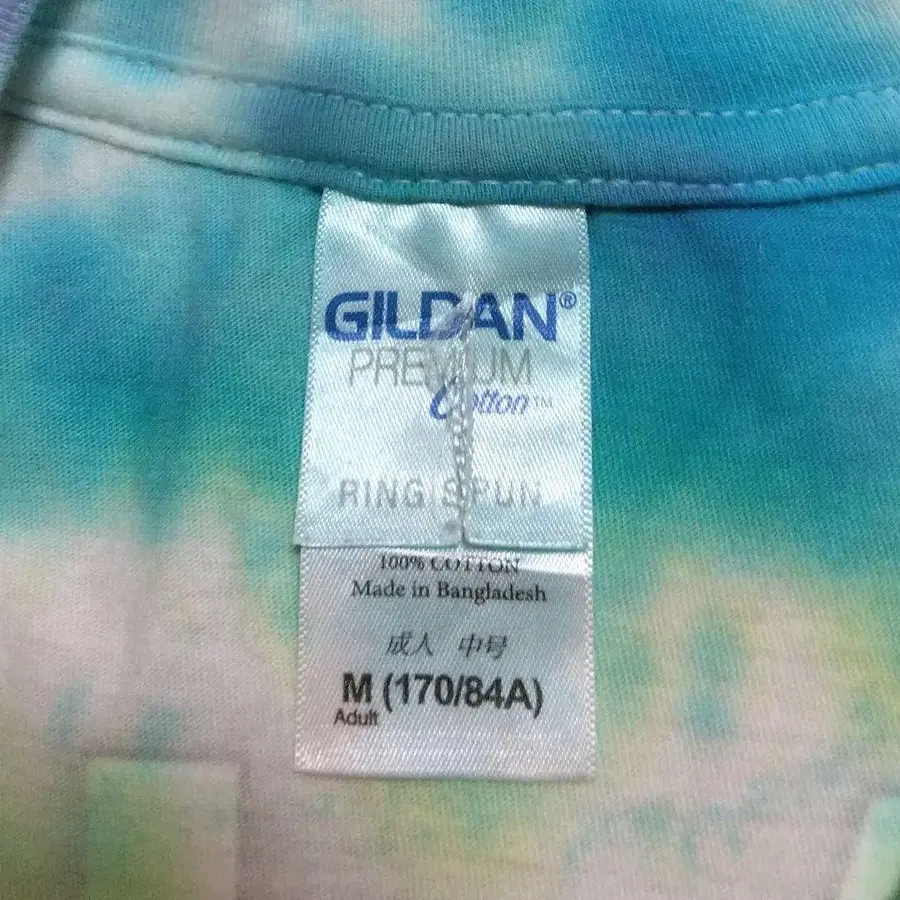 GILDAN®
PREMIUM
Cotton™
RING SPUN
100% COTTON
Made in Bangladesh
成人 中号
M (170/84A)
Adult